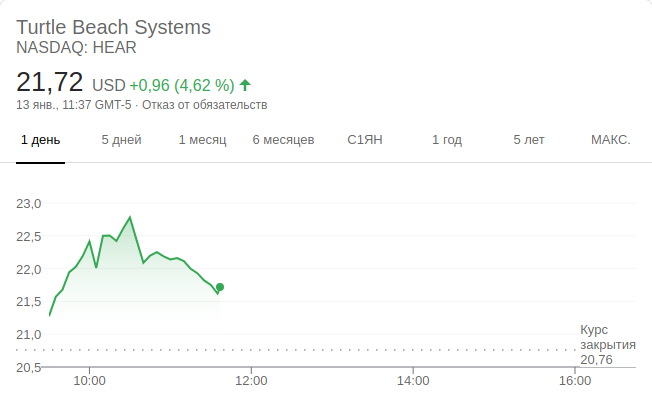 Turtle Beach Systems
NASDAQ: HEAR
21,72 USD +0,96 (4,62 %)
13 янв., 11:37 GMT-5 · Отказ от обязательств
1 день 5 дней 1 месяц 6 месяцев С1ЯН 1 год 5 лет МАКС.
23,0
22,5
22,0
21,5
21,0
20,5
Курс
закрытия
20,76
10:00 12:00 14:00 16:00